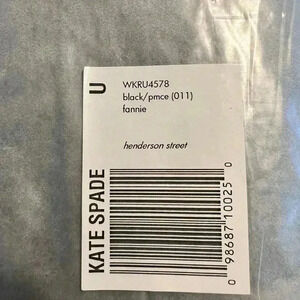 U
WKRU4578
black/pmce (011)
fannie
henderson street
KATE SPADE
0 98687 10025 0